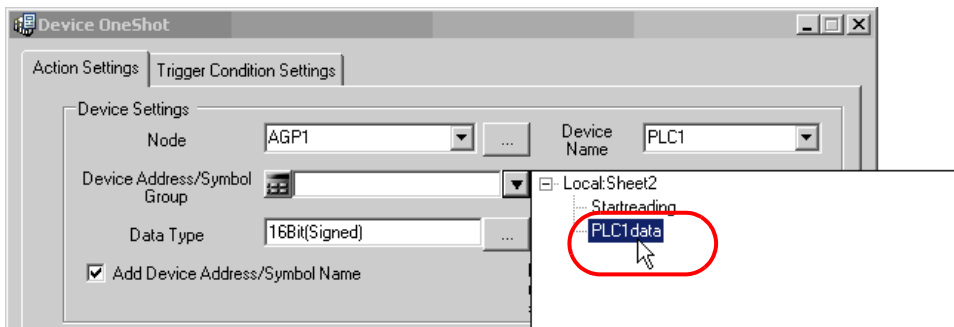 Device OneShot
Action Settings
Trigger Condition Settings
Device Settings
Node
AGP1
...
Device
Name
PLC1
Device Address/Symbol
Group
Local:Sheet2
Startreading
PLC1data
Data Type
16Bit(Signed)
...
Add Device Address/Symbol Name